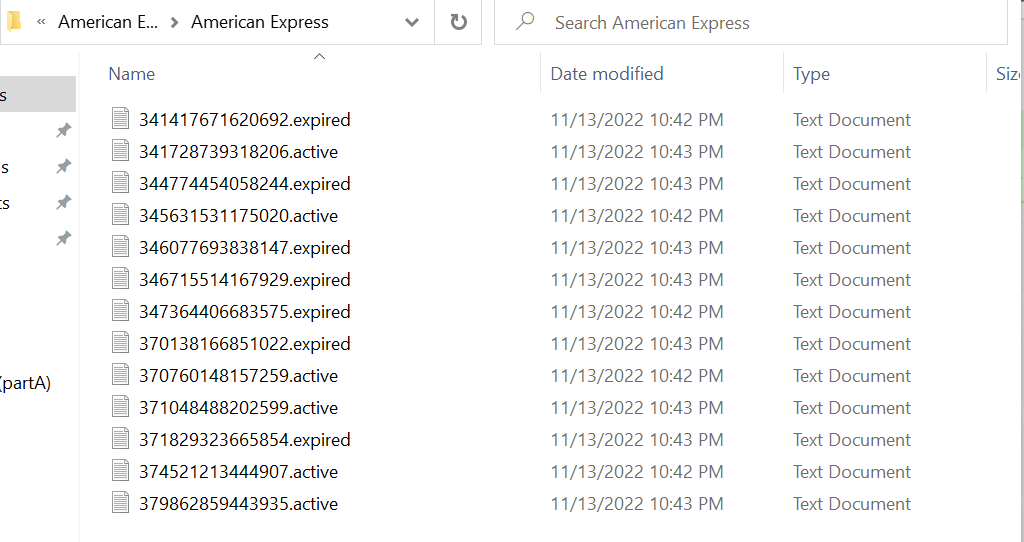 « American E... > American Express
Search American Express
Name Date modified Type Siz
s
341417671620692.expired 11/13/2022 10:42 PM Text Document
341728739318206.active 11/13/2022 10:43 PM Text Document
s 344774454058244.expired 11/13/2022 10:43 PM Text Document
ts 345631531175020.active 11/13/2022 10:42 PM Text Document
346077693838147.expired 11/13/2022 10:43 PM Text Document
346715514167929.expired 11/13/2022 10:43 PM Text Document
347364406683575.expired 11/13/2022 10:42 PM Text Document
370138166851022.expired 11/13/2022 10:43 PM Text Document
(partA) 370760148157259.active 11/13/2022 10:42 PM Text Document
371048488202599.active 11/13/2022 10:43 PM Text Document
371829323665854.expired 11/13/2022 10:43 PM Text Document
374521213444907.active 11/13/2022 10:42 PM Text Document
379862859443935.active 11/13/2022 10:43 PM Text Document